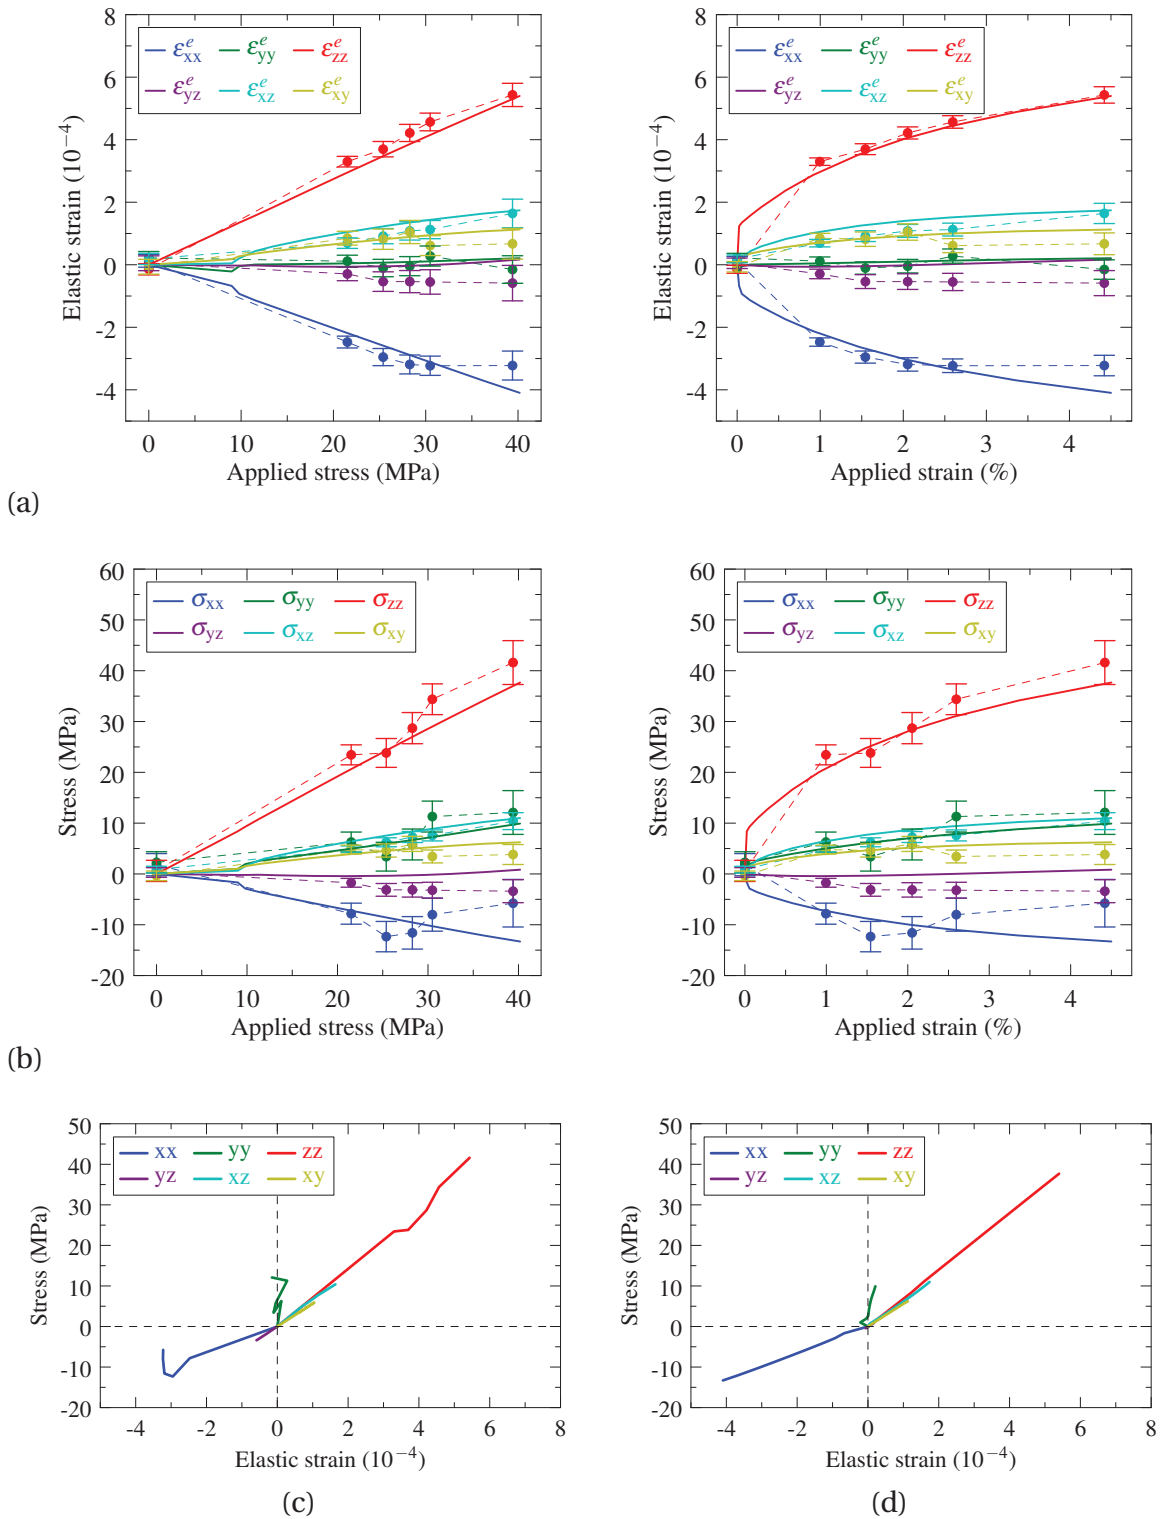 ε^e_xx ε^e_yy ε^e_zz
ε^e_yz ε^e_xz ε^e_xy
8
6
4
2
0
-2
-4
Elastic strain (10⁻⁴)
0 10 20 30 40
Applied stress (MPa)
ε^e_xx ε^e_yy ε^e_zz
ε^e_yz ε^e_xz ε^e_xy
8
6
4
2
0
-2
-4
Elastic strain (10⁻⁴)
0 1 2 3 4
Applied strain (%)
(a)
σxx σyy σzz
σyz σxz σxy
60
50
40
30
20
10
0
-10
-20
Stress (MPa)
0 10 20 30 40
Applied stress (MPa)
σxx σyy σzz
σyz σxz σxy
60
50
40
30
20
10
0
-10
-20
Stress (MPa)
0 1 2 3 4
Applied strain (%)
(b)
xx yy zz
yz xz xy
50
40
30
20
10
0
-10
-20
Stress (MPa)
-4 -2 0 2 4 6 8
Elastic strain (10⁻⁴)
(c)
xx yy zz
yz xz xy
50
40
30
20
10
0
-10
-20
Stress (MPa)
-4 -2 0 2 4 6 8
Elastic strain (10⁻⁴)
(d)